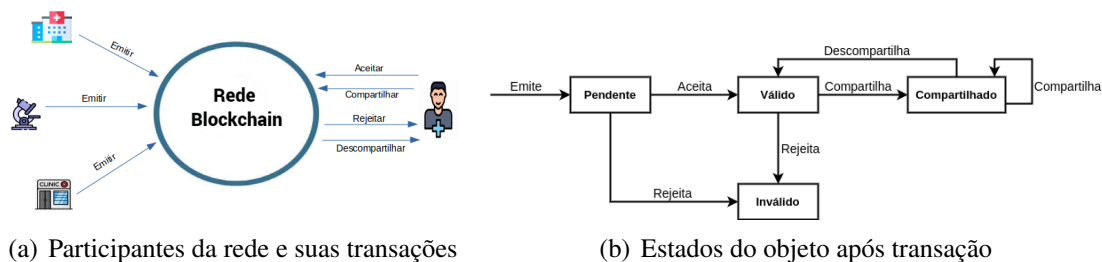 Emitir
Emitir
Emitir
CLINIC
Rede
Blockchain
Aceitar
Compartilhar
Rejeitar
Descompartilhar
(a) Participantes da rede e suas transações
Descompartilha
Emite
Pendente
Aceita
Válido
Compartilha
Compartilhado
Compartilha
Rejeita
Rejeita
Inválido
(b) Estados do objeto após transação